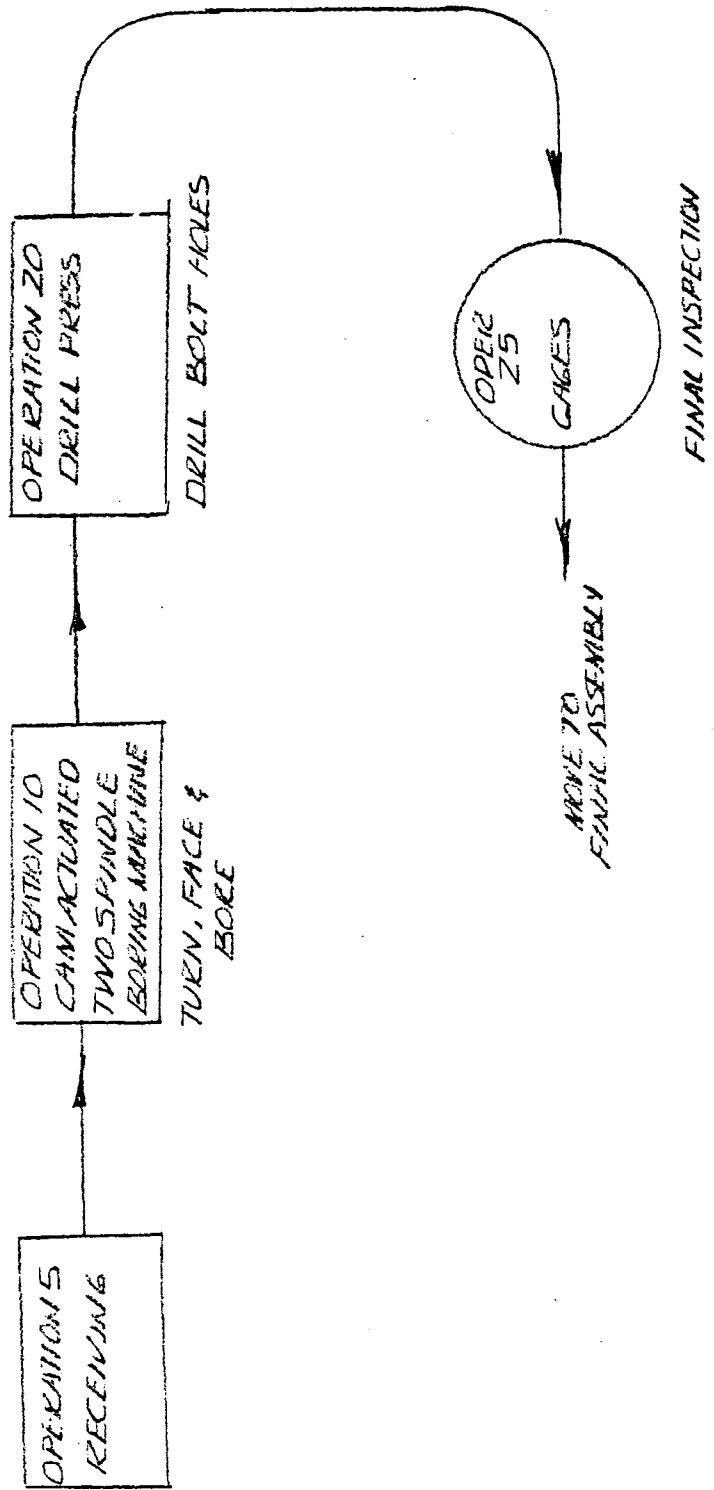 OPERATION 5
RECEIVING
OPERATION 10
CAM ACTUATED
TWO SPINDLE
BORING MACHINE
TURN, FACE &
BORE
OPERATION 20
DRILL PRESS
DRILL BOLT HOLES
OPER
25
GAGES
FINAL INSPECTION
MOVE TO
FINAL ASSEMBLY